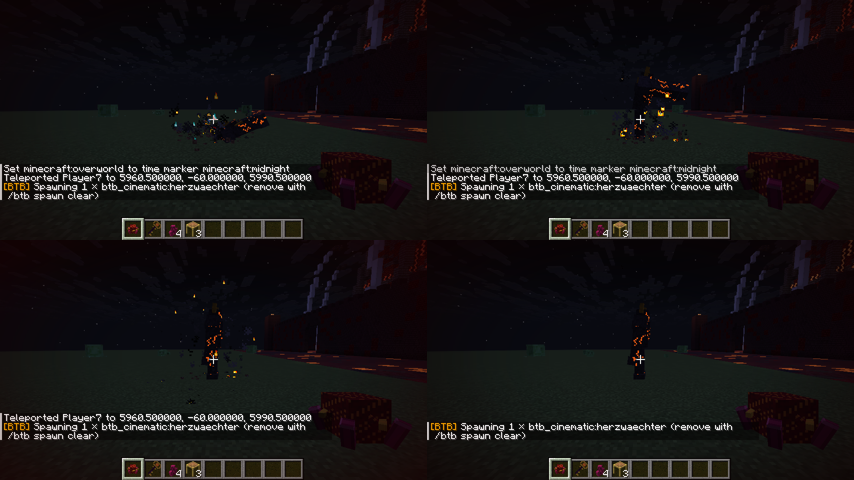 Set minecraft:overworld to time marker minecraft:midnight
Teleported Player7 to 5960.500000, -60.000000, 5990.500000
[BTB] Spawning 1 × btb_cinematic:herzwaechter (remove with
/btb spawn clear)
4 3
Set minecraft:overworld to time marker minecraft:midnight
Teleported Player7 to 5960.500000, -60.000000, 5990.500000
[BTB] Spawning 1 × btb_cinematic:herzwaechter (remove with
/btb spawn clear)
4 3
Teleported Player7 to 5960.500000, -60.000000, 5990.500000
[BTB] Spawning 1 × btb_cinematic:herzwaechter (remove with
/btb spawn clear)
4 3
[BTB] Spawning 1 × btb_cinematic:herzwaechter (remove with
/btb spawn clear)
4 3